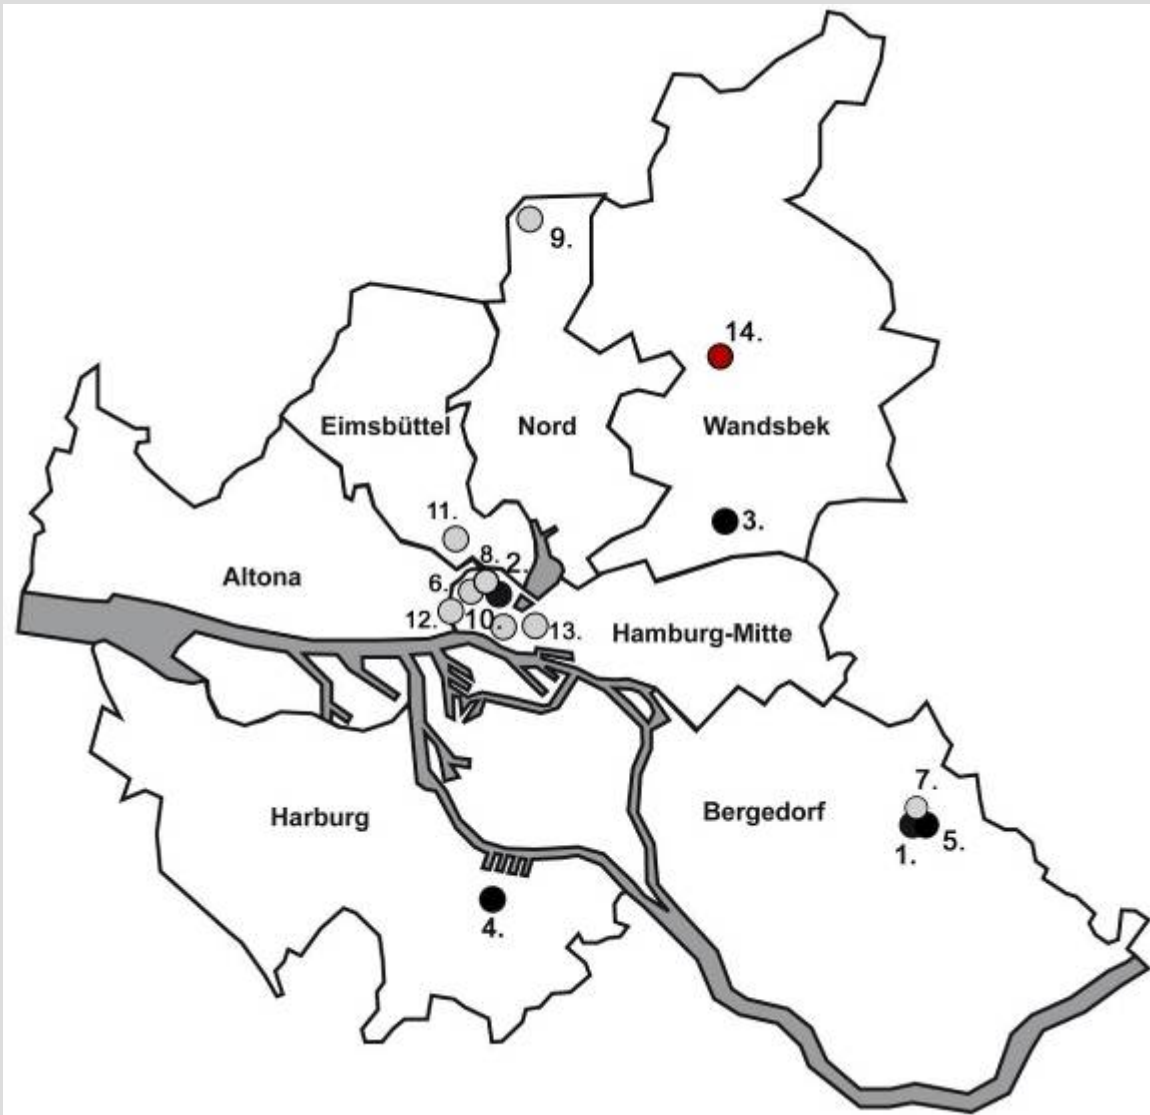 9.
14.
Eimsbüttel
Nord
Wandsbek
11.
3.
8.
2.
Altona
6.
12.
10.
13.
Hamburg-Mitte
7.
Harburg
Bergedorf
1.
5.
4.